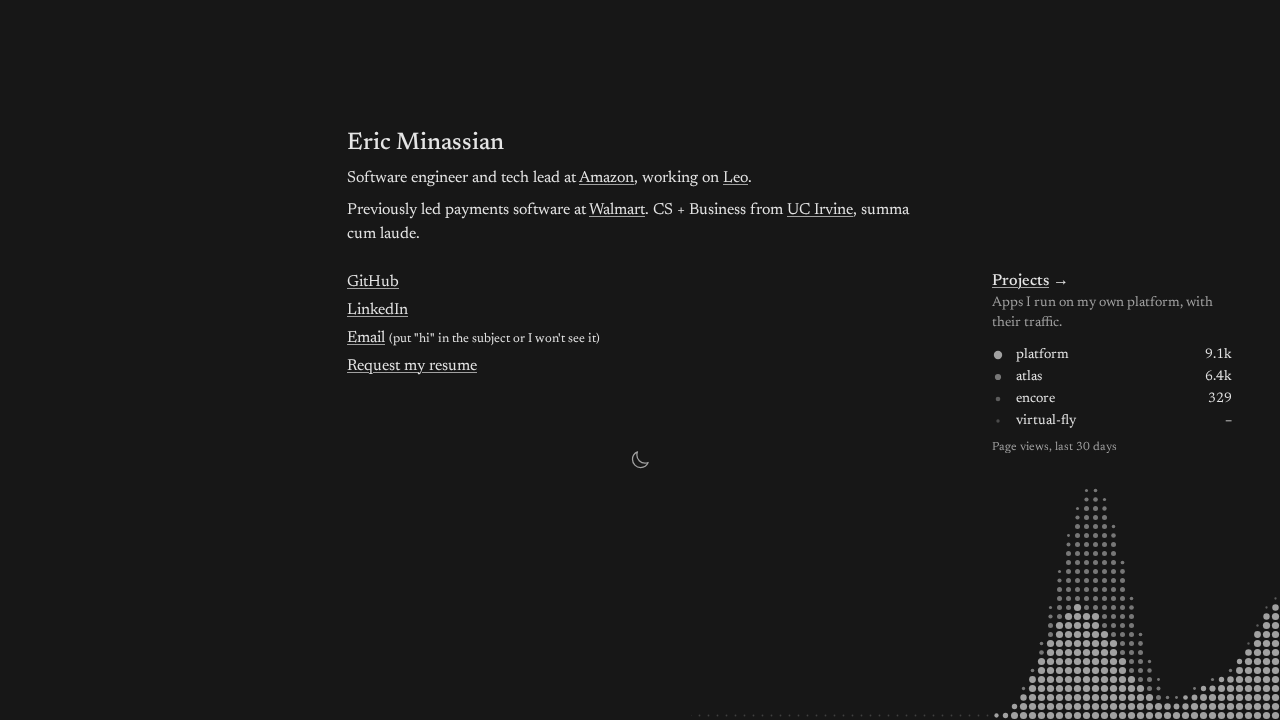 Eric Minassian
Software engineer and tech lead at Amazon, working on Leo.
Previously led payments software at Walmart. CS + Business from UC Irvine, summa
cum laude.
GitHub
LinkedIn
Email (put "hi" in the subject or I won't see it)
Request my resume
Projects →
Apps I run on my own platform, with
their traffic.
platform 9.1k
atlas 6.4k
encore 329
virtual-fly –
Page views, last 30 days